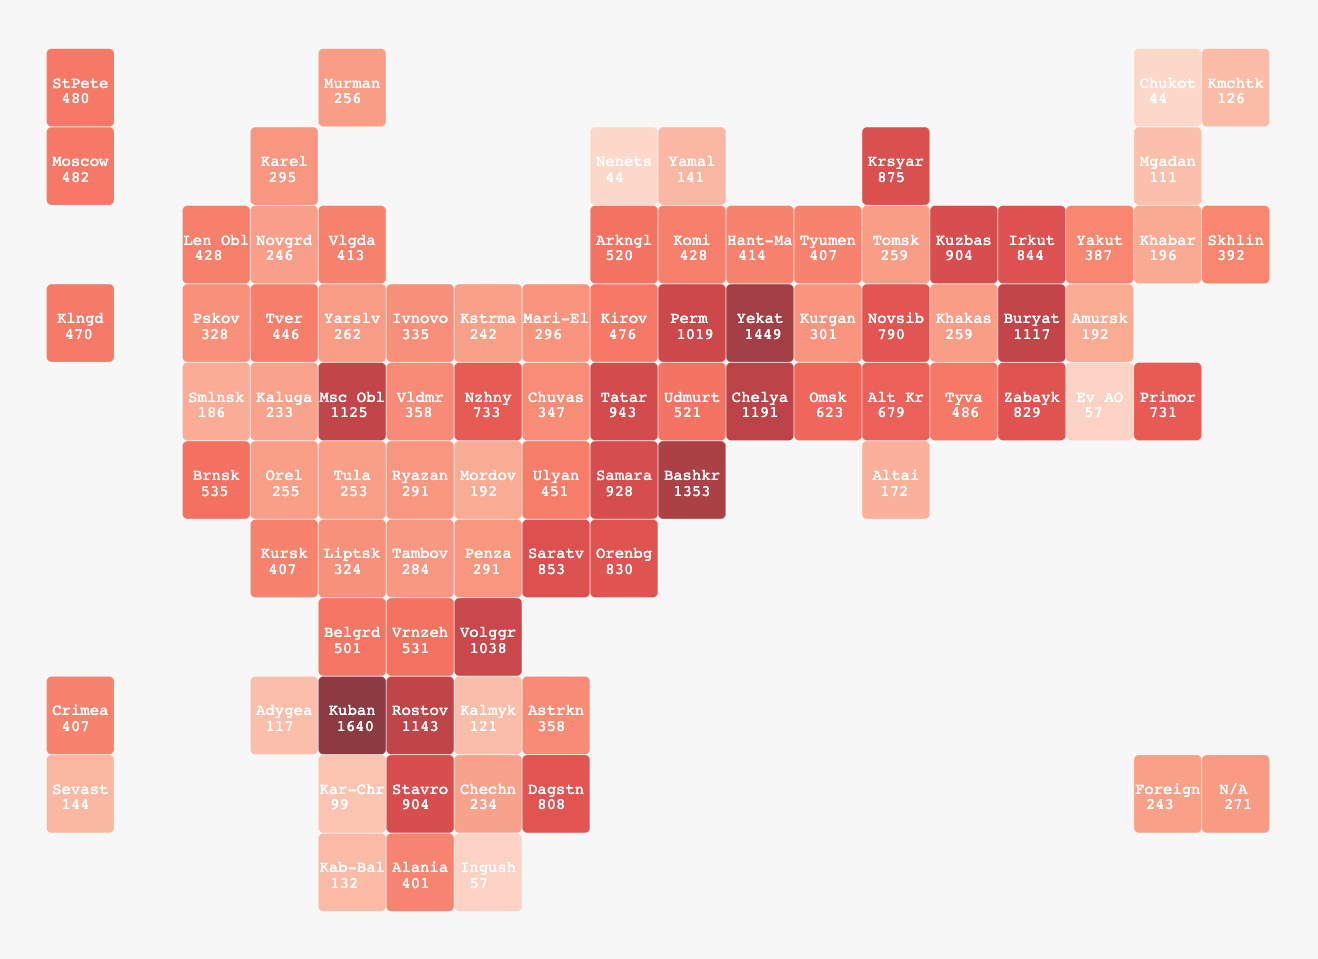 StPete
480
Murman
256
Chukot
44
Kmchtk
126
Moscow
482
Karel
295
Nenets
44
Yamal
141
Krsyar
875
Mgadan
111
Len Obl
428
Novgrd
246
Vlgda
413
Arkngl
520
Komi
428
Hant-Ma
414
Tyumen
407
Tomsk
259
Kuzbas
904
Irkut
844
Yakut
387
Khabar
196
Skhlin
392
Klngd
470
Pskov
328
Tver
446
Yarslv
262
Ivnovo
335
Kstrma
242
Mari-El
296
Kirov
476
Perm
1019
Yekat
1449
Kurgan
301
Novsib
790
Khakas
259
Buryat
1117
Amursk
192
Smlnsk
186
Kaluga
233
Msc Obl
1125
Vldmr
358
Nzhny
733
Chuvas
347
Tatar
943
Udmurt
521
Chelya
1191
Omsk
623
Alt Kr
679
Tyva
486
Zabayk
829
Ev AO
57
Primor
731
Brnsk
535
Orel
255
Tula
253
Ryazan
291
Mordov
192
Ulyan
451
Samara
928
Bashkr
1353
Altai
172
Kursk
407
Liptsk
324
Tambov
284
Penza
291
Saratv
853
Orenbg
830
Belgrd
501
Vrnzeh
531
Volggr
1038
Crimea
407
Adygea
117
Kuban
1640
Rostov
1143
Kalmyk
121
Astrkn
358
Sevast
144
Kar-Chr
99
Stavro
904
Chechn
234
Dagstn
808
Foreign
243
N/A
271
Kab-Bal
132
Alania
401
Ingush
57